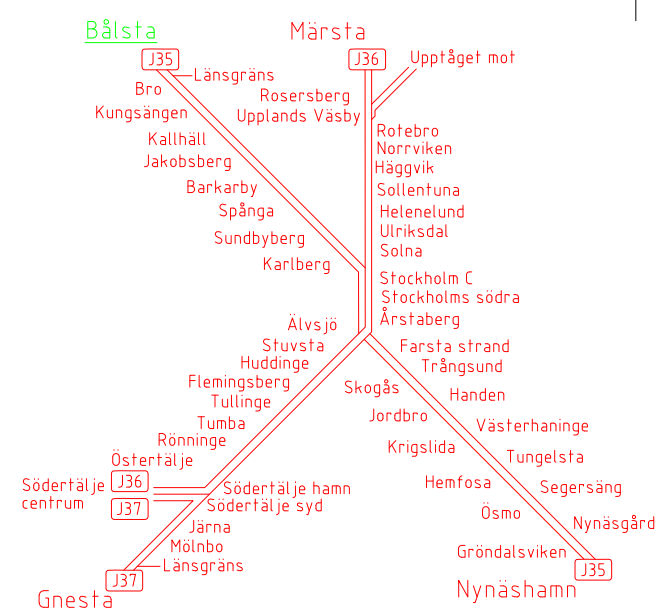 Bålsta
Märsta
J35
J36
Upptåget mot
Länsgräns
Bro
Kungsängen
Kallhäll
Jakobsberg
Barkarby
Spånga
Sundbyberg
Karlberg
Rosersberg
Upplands Väsby
Rotebro
Norrviken
Häggvik
Sollentuna
Helenelund
Ulriksdal
Solna
Stockholm C
Stockholms södra
Årstaberg
Älvsjö
Stuvsta
Huddinge
Flemingsberg
Tullinge
Tumba
Rönninge
Östertälje
Södertälje
centrum
J36
J37
Södertälje hamn
Södertälje syd
Järna
Mölnbo
Länsgräns
J37
Gnesta
Farsta strand
Trångsund
Skogås
Handen
Jordbro
Västerhaninge
Krigslida
Tungelsta
Hemfosa
Segersäng
Ösmo
Nynäsgård
Gröndalsviken
J35
Nynäshamn